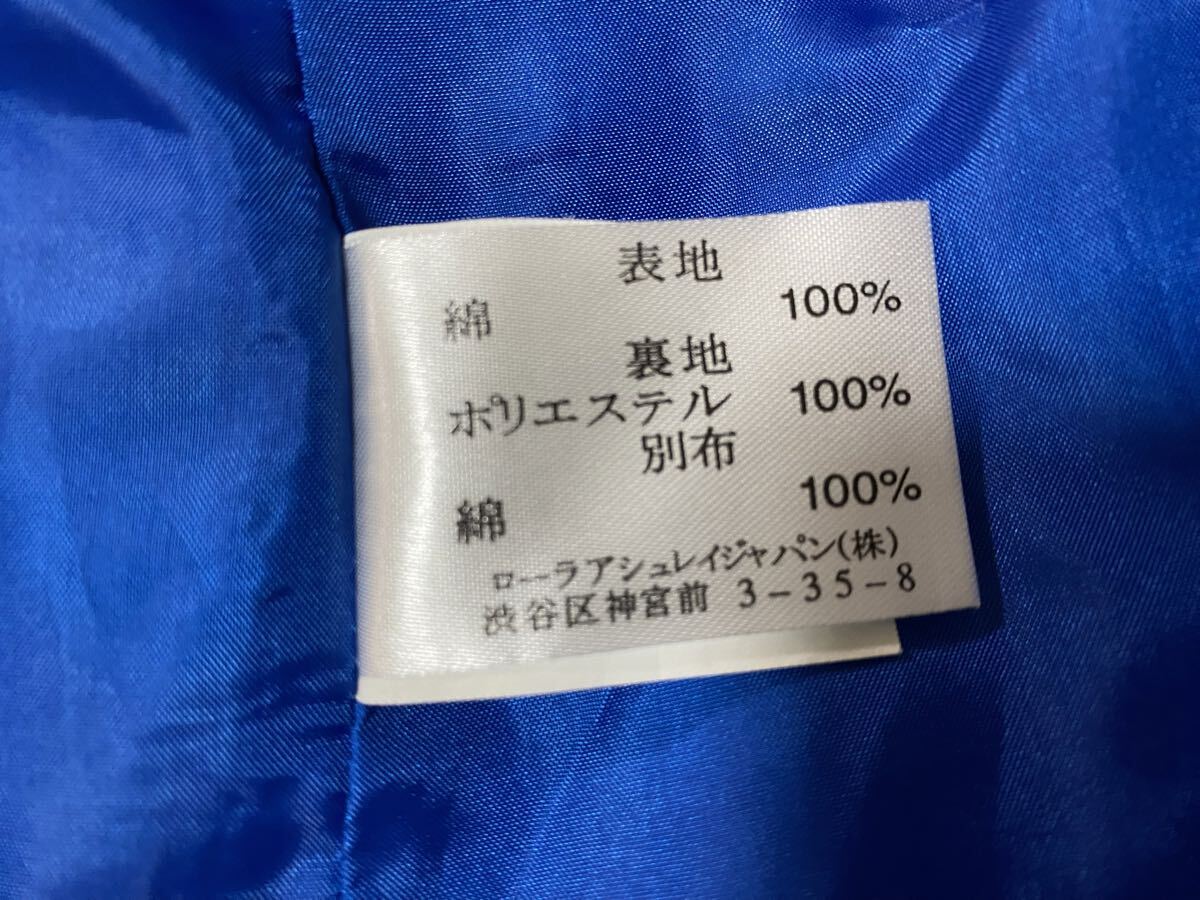 表地
綿 100%
裏地
ポリエステル 100%
別布
綿 100%
ローラアシュレイジャパン(株)
渋谷区神宮前 3-35-8